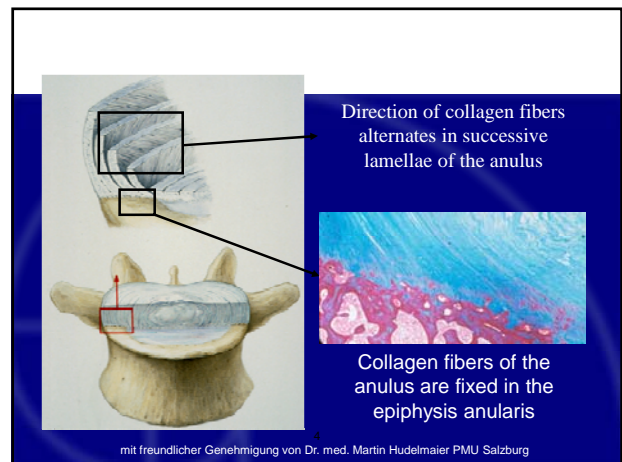 Direction of collagen fibers
alternates in successive
lamellae of the anulus
Collagen fibers of the
anulus are fixed in the
epiphysis anularis
4
mit freundlicher Genehmigung von Dr. med. Martin Hudelmaier PMU Salzburg